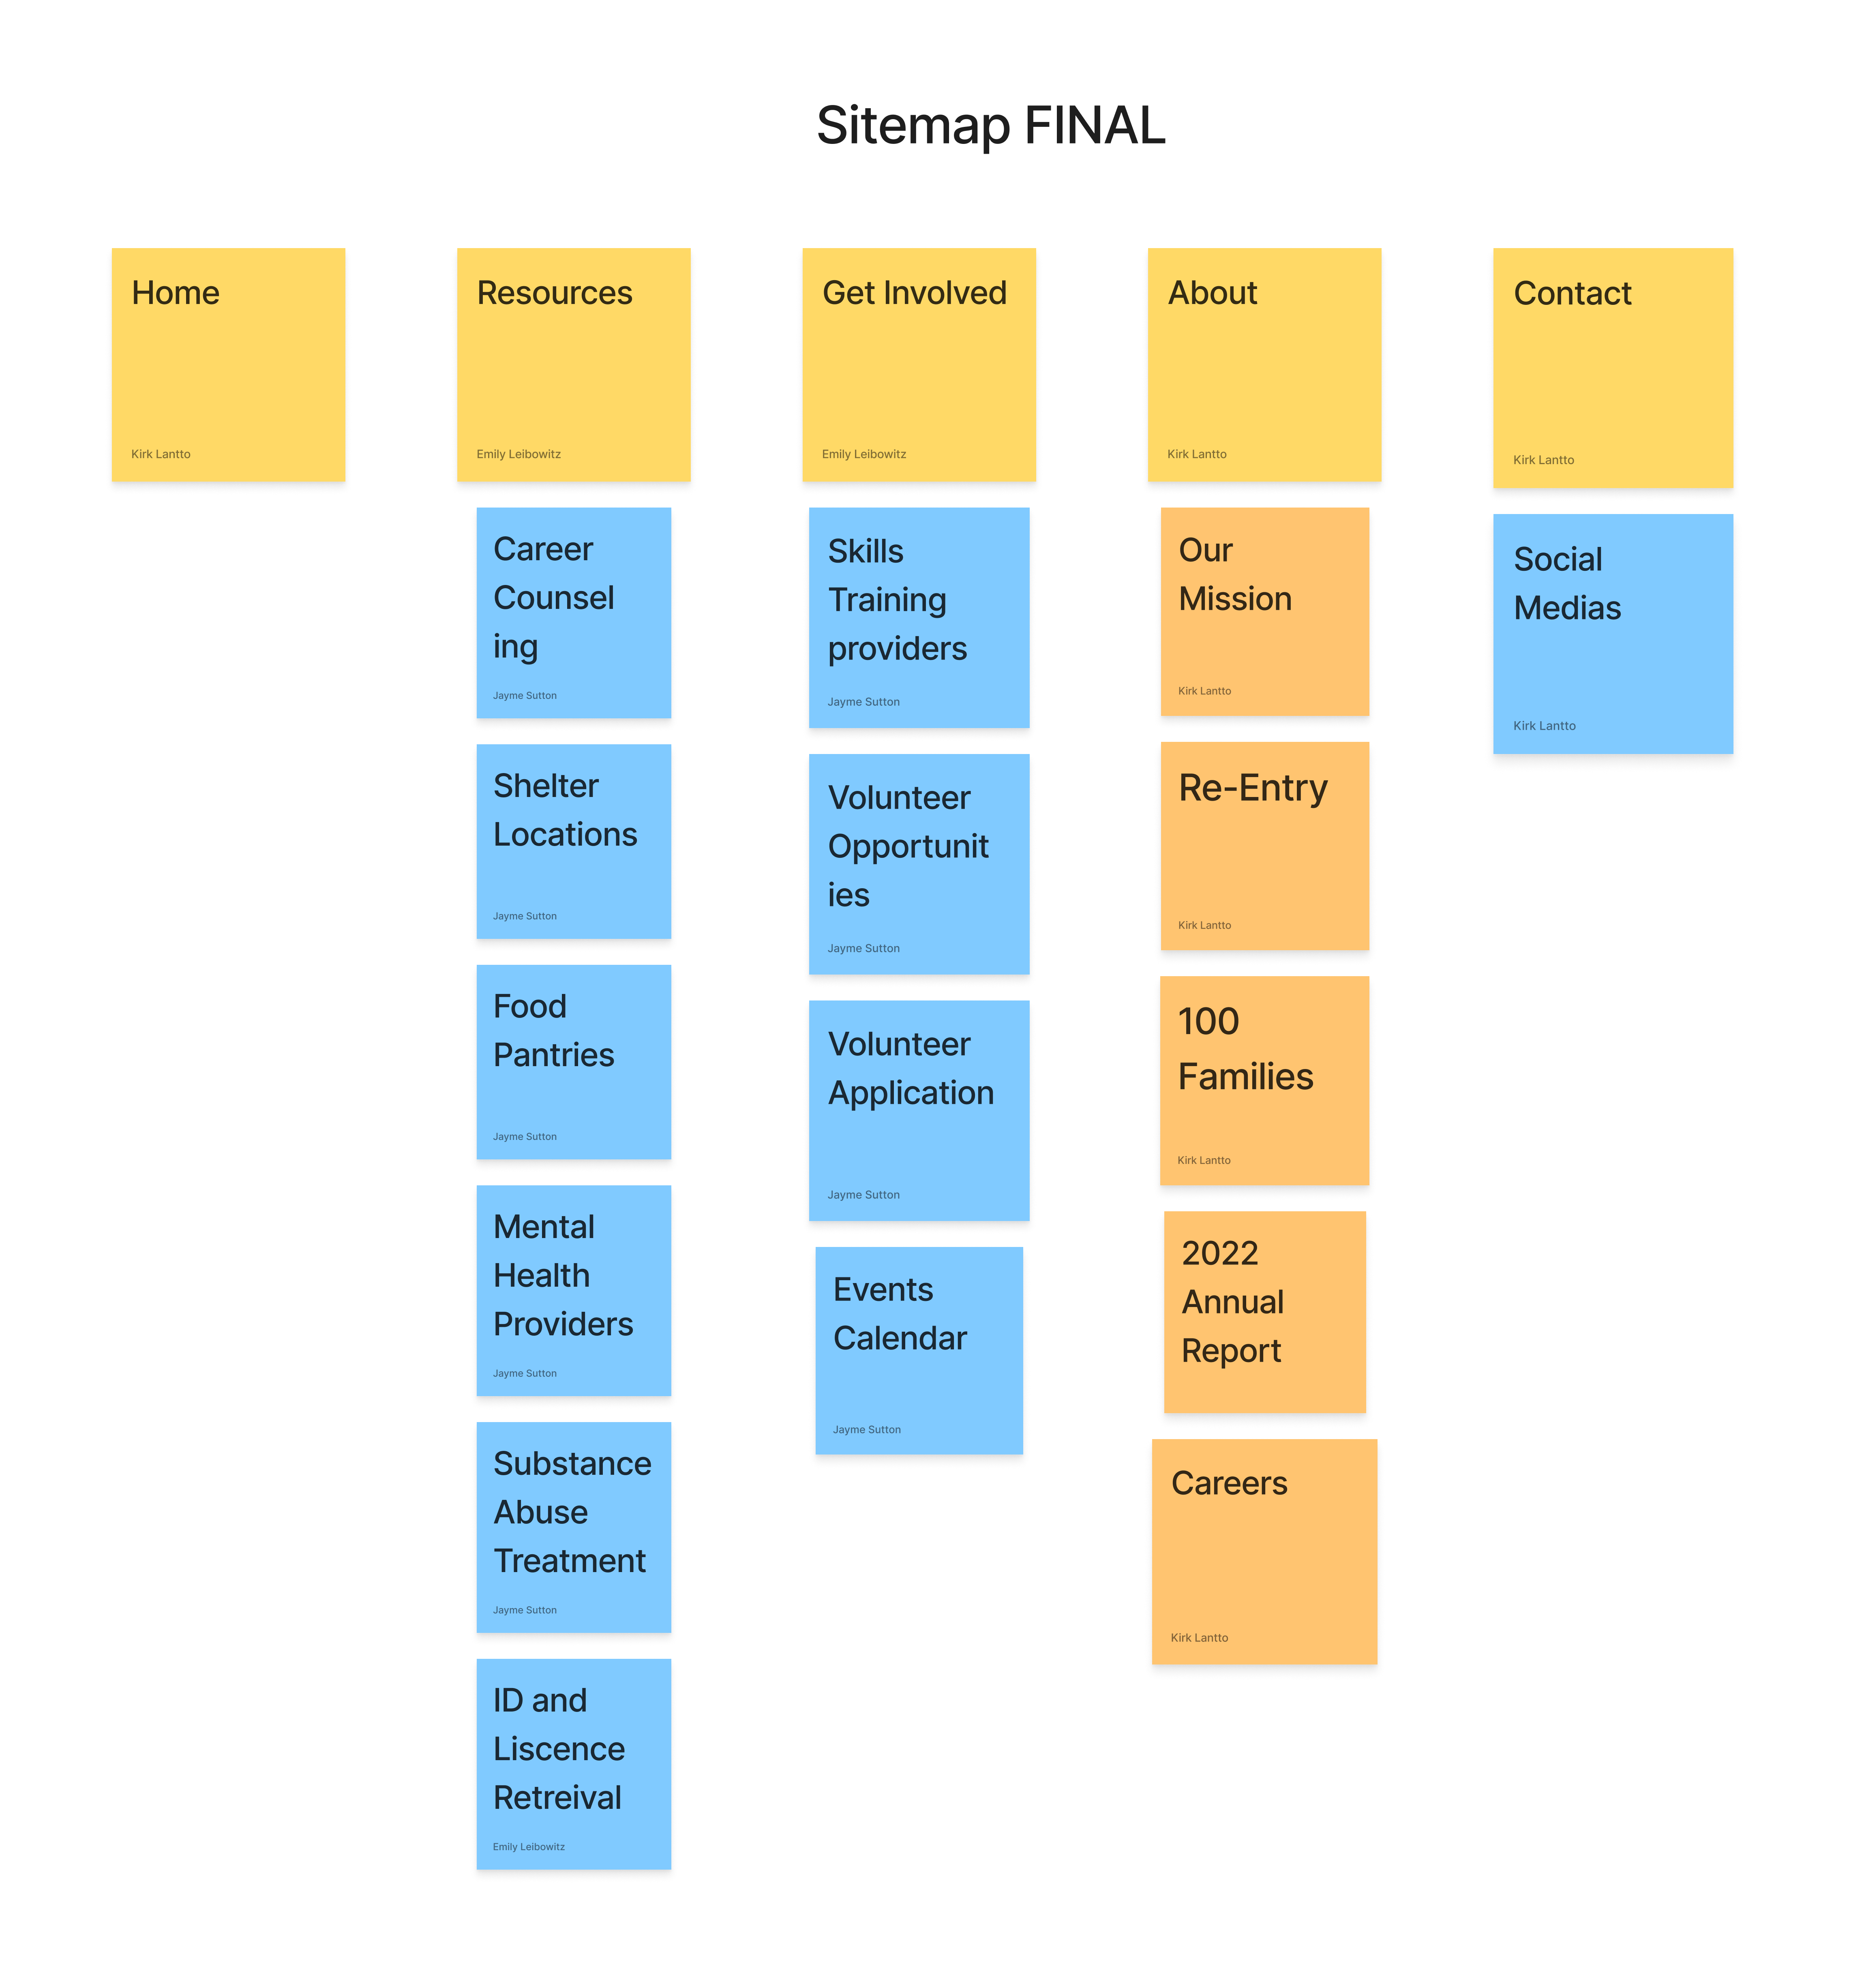 Sitemap FINAL
Home
Kirk Lantto
Resources
Emily Leibowitz
Get Involved
Emily Leibowitz
About
Kirk Lantto
Contact
Kirk Lantto
Career
Counsel
ing
Jayme Sutton
Shelter
Locations
Jayme Sutton
Food
Pantries
Jayme Sutton
Mental
Health
Providers
Jayme Sutton
Substance
Abuse
Treatment
Jayme Sutton
ID and
Liscence
Retreival
Emily Leibowitz
Skills
Training
providers
Jayme Sutton
Volunteer
Opportunit
ies
Jayme Sutton
Volunteer
Application
Jayme Sutton
Events
Calendar
Jayme Sutton
Our
Mission
Kirk Lantto
Re-Entry
Kirk Lantto
100
Families
Kirk Lantto
2022
Annual
Report
Careers
Kirk Lantto
Social
Medias
Kirk Lantto